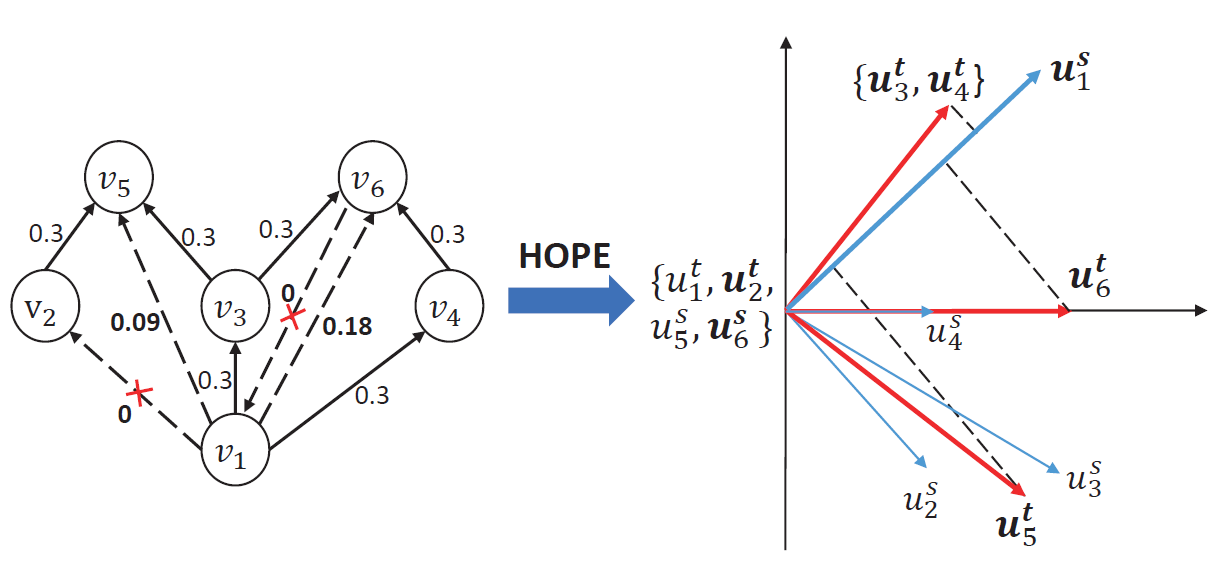 v₅
v₆
0.3
0.3
0.3
0.3
v₂
0.09
v₃
0
0.18
v₄
0.3
0.3
0
v₁
HOPE
{u₃ᵗ, u₄ᵗ}
u₁ˢ
{u₁ᵗ, u₂ᵗ,
u₅ˢ, u₆ˢ }
u₆ᵗ
u₄ˢ
u₂ˢ
u₃ˢ
u₅ᵗ